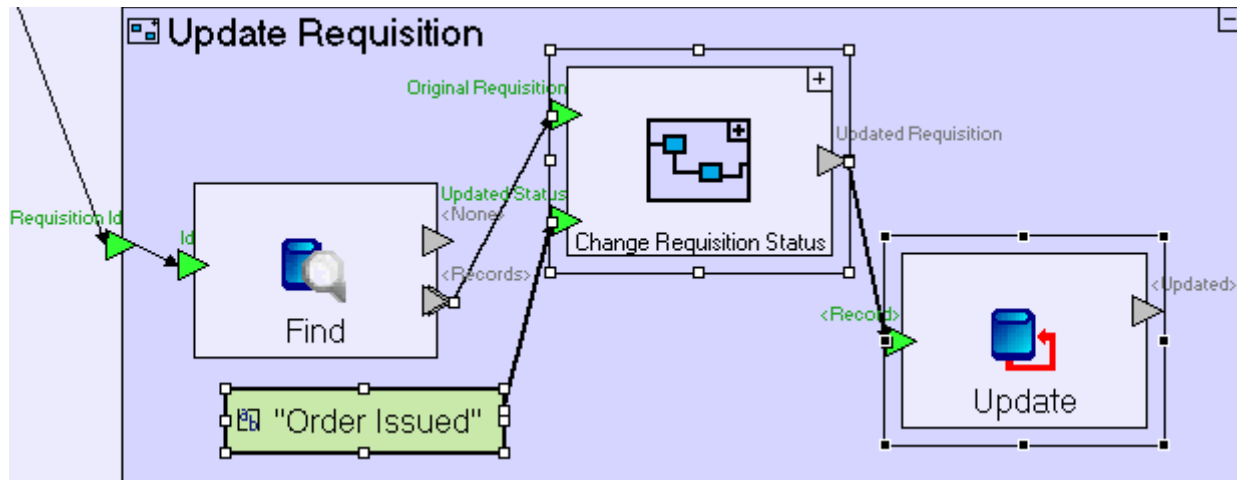 Update Requisition
Original Requisition
Updated Requisition
Updated Status
<None>
Requisition Id
Id
Change Requisition Status
<Records>
<Updated>
<Record>
Find
Update
ab "Order Issued"